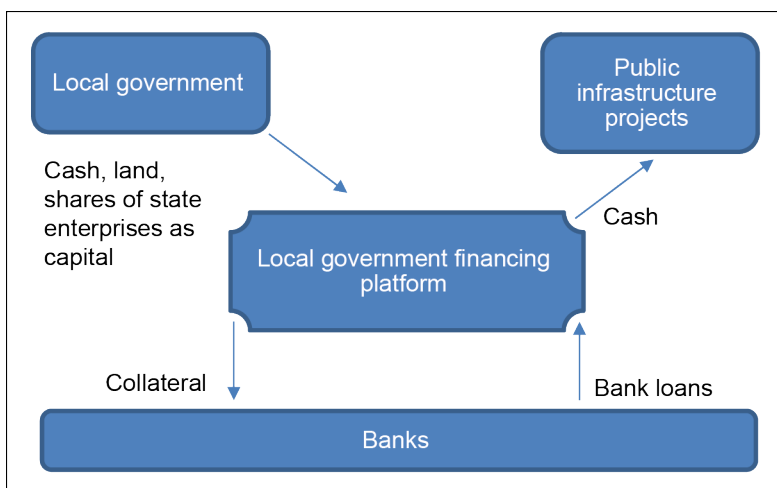 Local government
Public
infrastructure
projects
Cash, land,
shares of state
enterprises as
capital
Cash
Local government financing
platform
Collateral
Bank loans
Banks